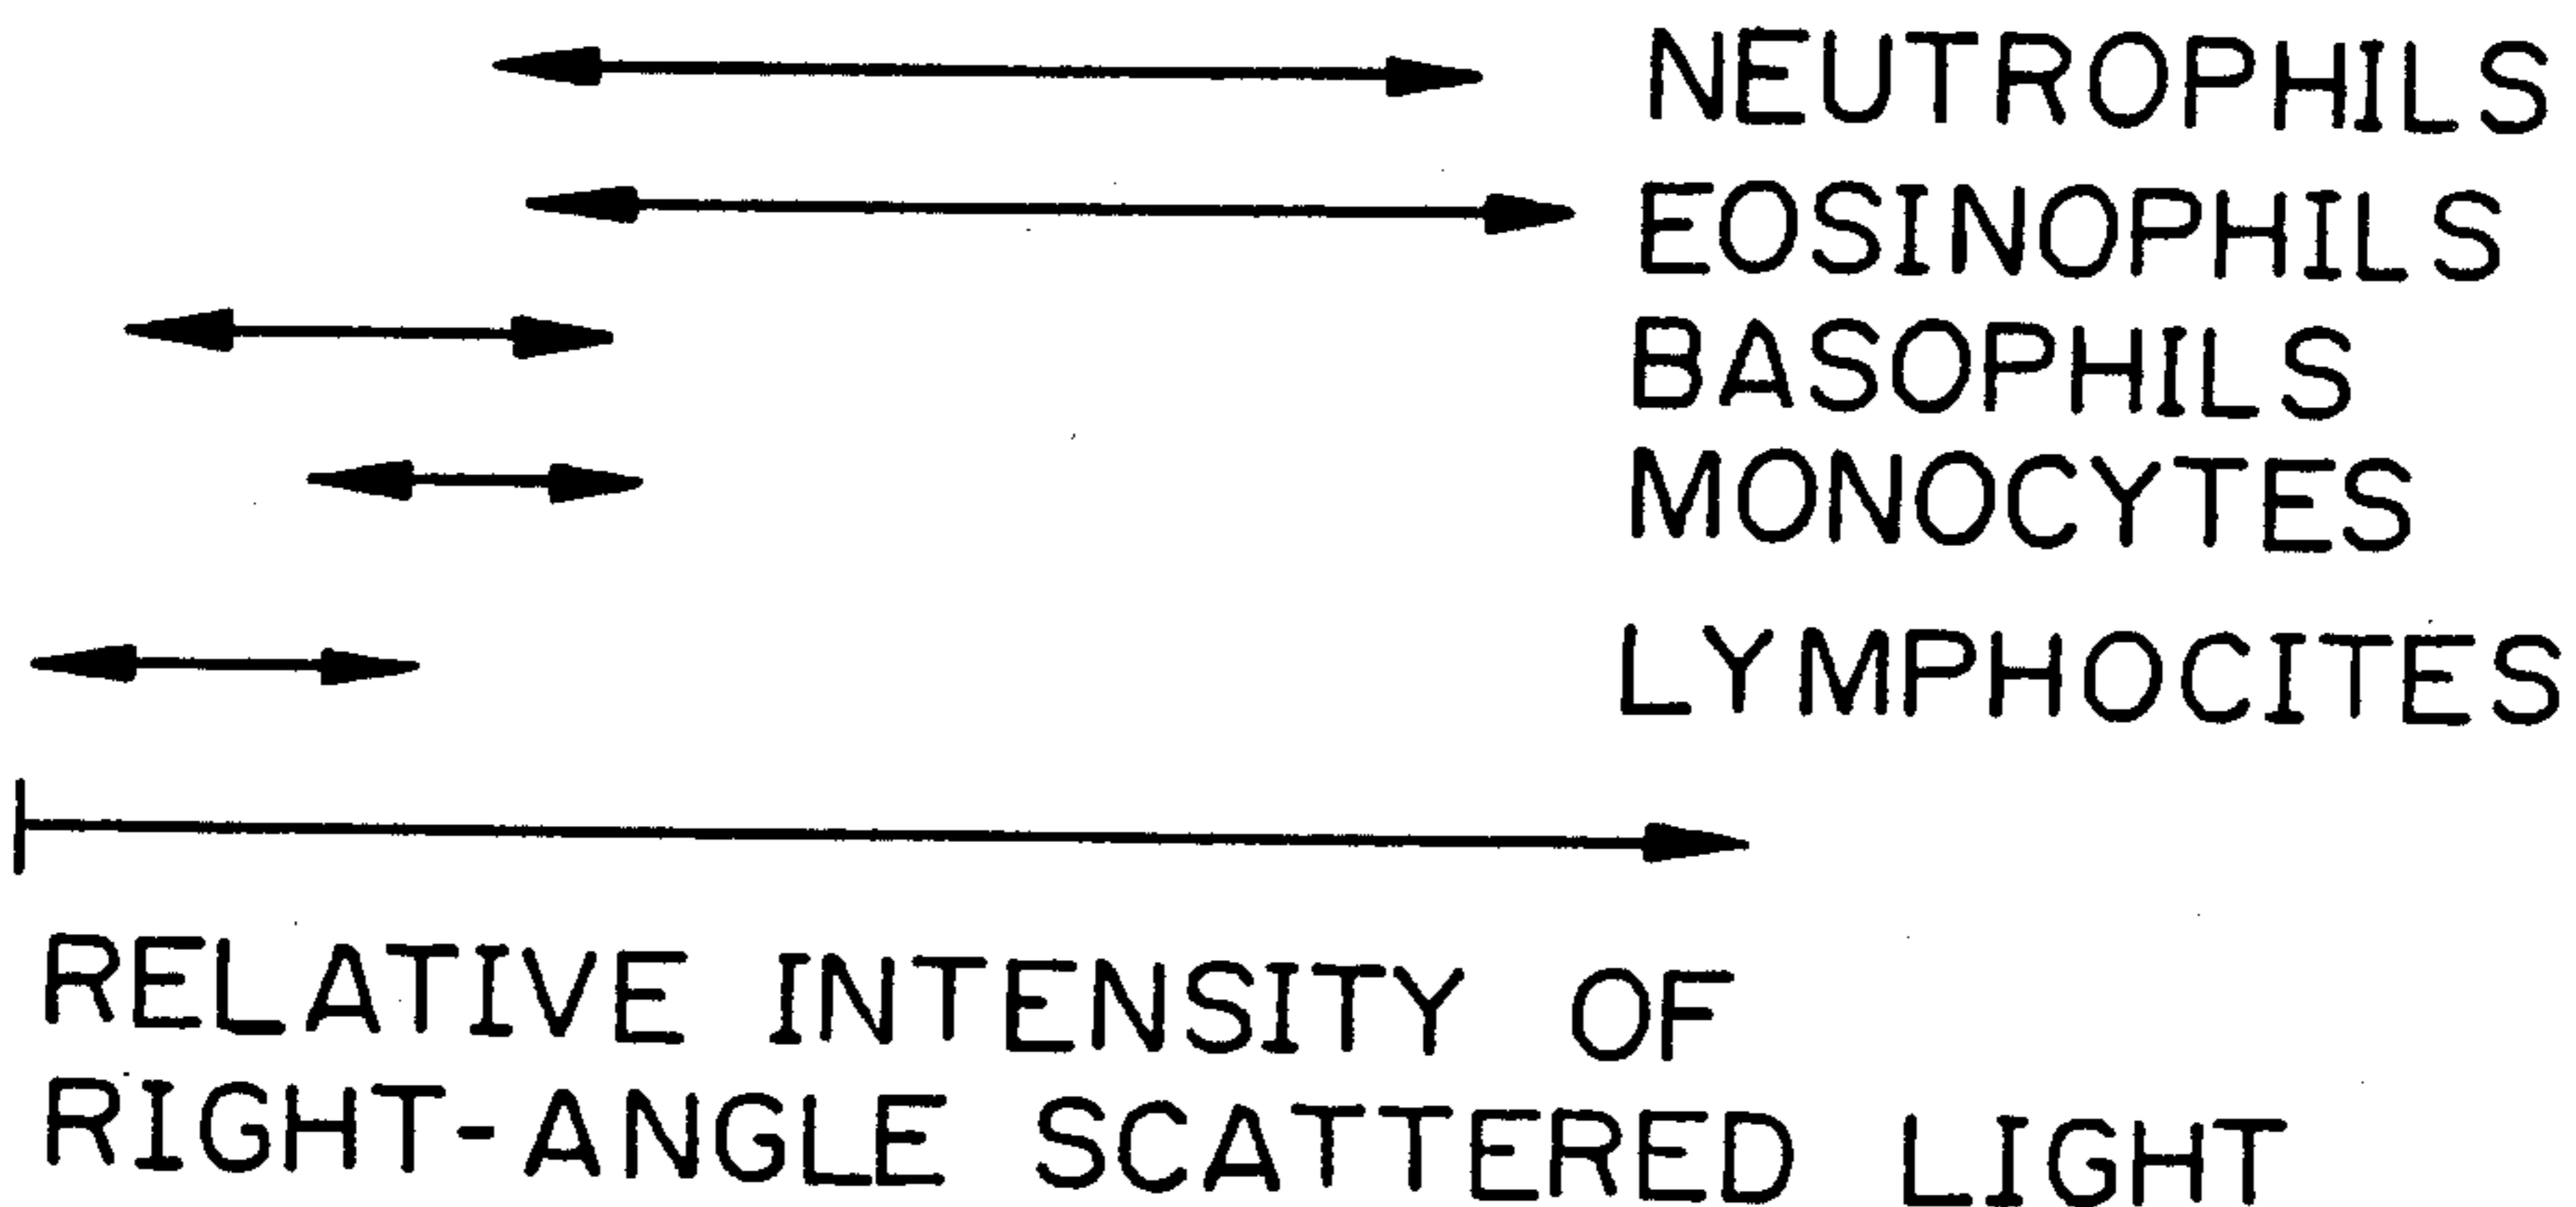 NEUTROPHILS
EOSINOPHILS
BASOPHILS
MONOCYTES
LYMPHOCITES
RELATIVE INTENSITY OF
RIGHT-ANGLE SCATTERED LIGHT